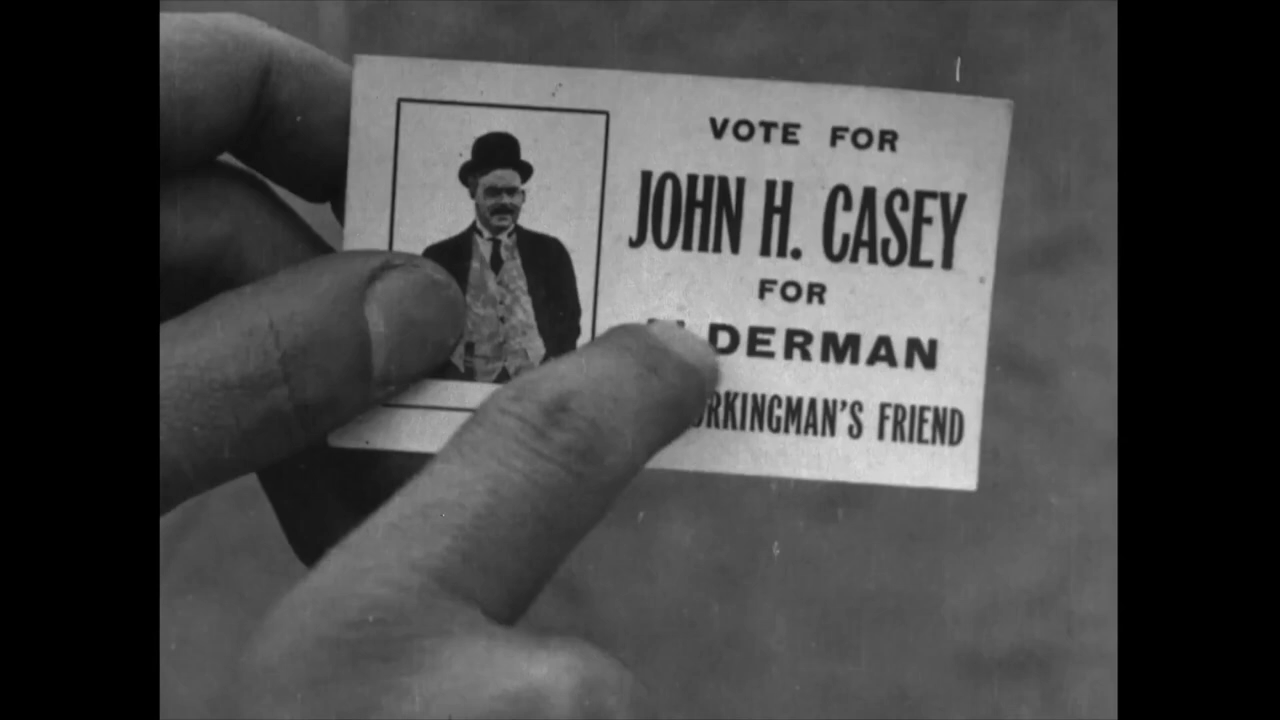 VOTE FOR
JOHN H. CASEY
FOR
DERMAN
RKINGMAN'S FRIEND